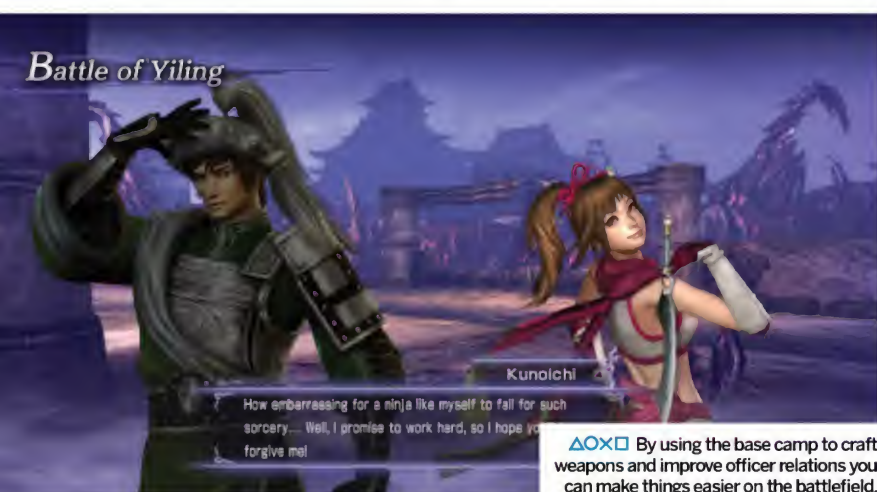 Battle of Yiling
Kunoichi
How embarrassing for a ninja like myself to fall for such
sorcery... Well, I promise to work hard, so I hope
forgive me!
△○×□ By using the base camp to craft
weapons and improve officer relations you
can make things easier on the battlefield.